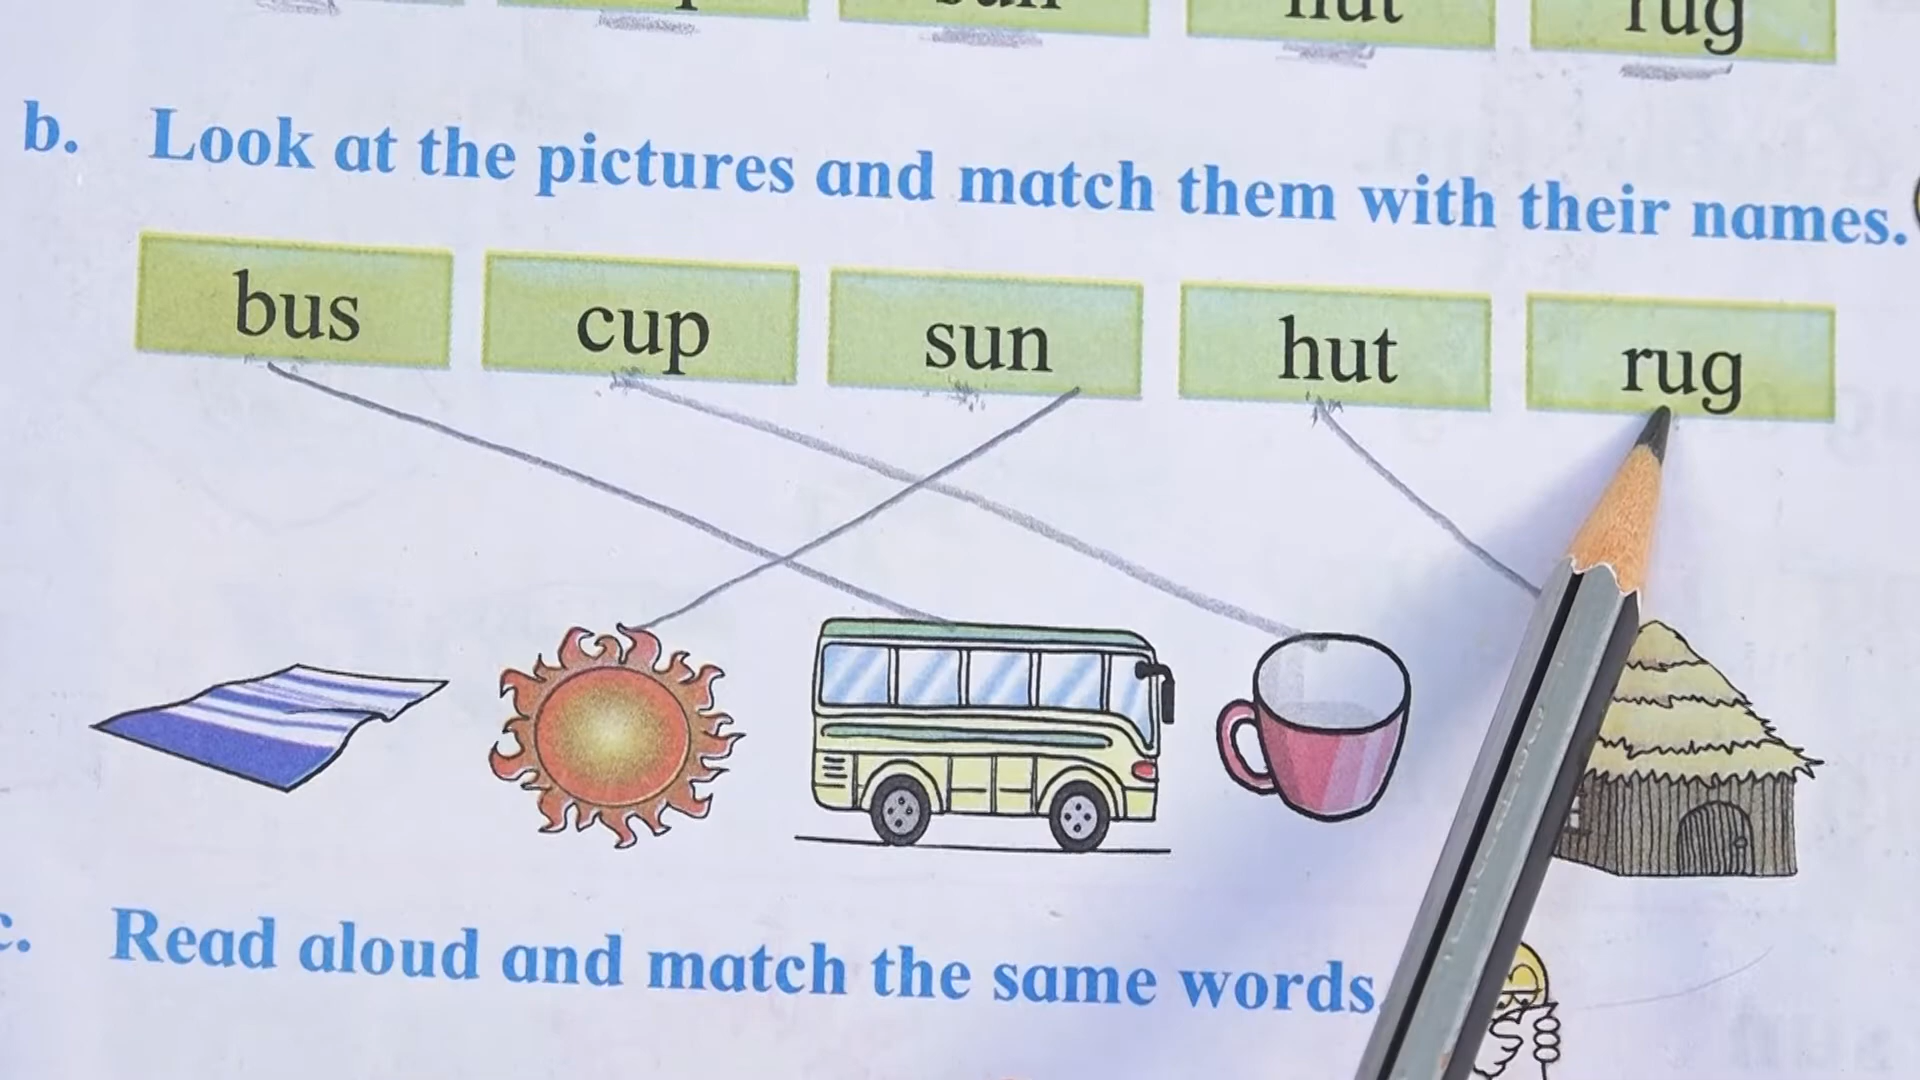 hut rug
b. Look at the pictures and match them with their names.
bus cup sun hut rug
c. Read aloud and match the same words